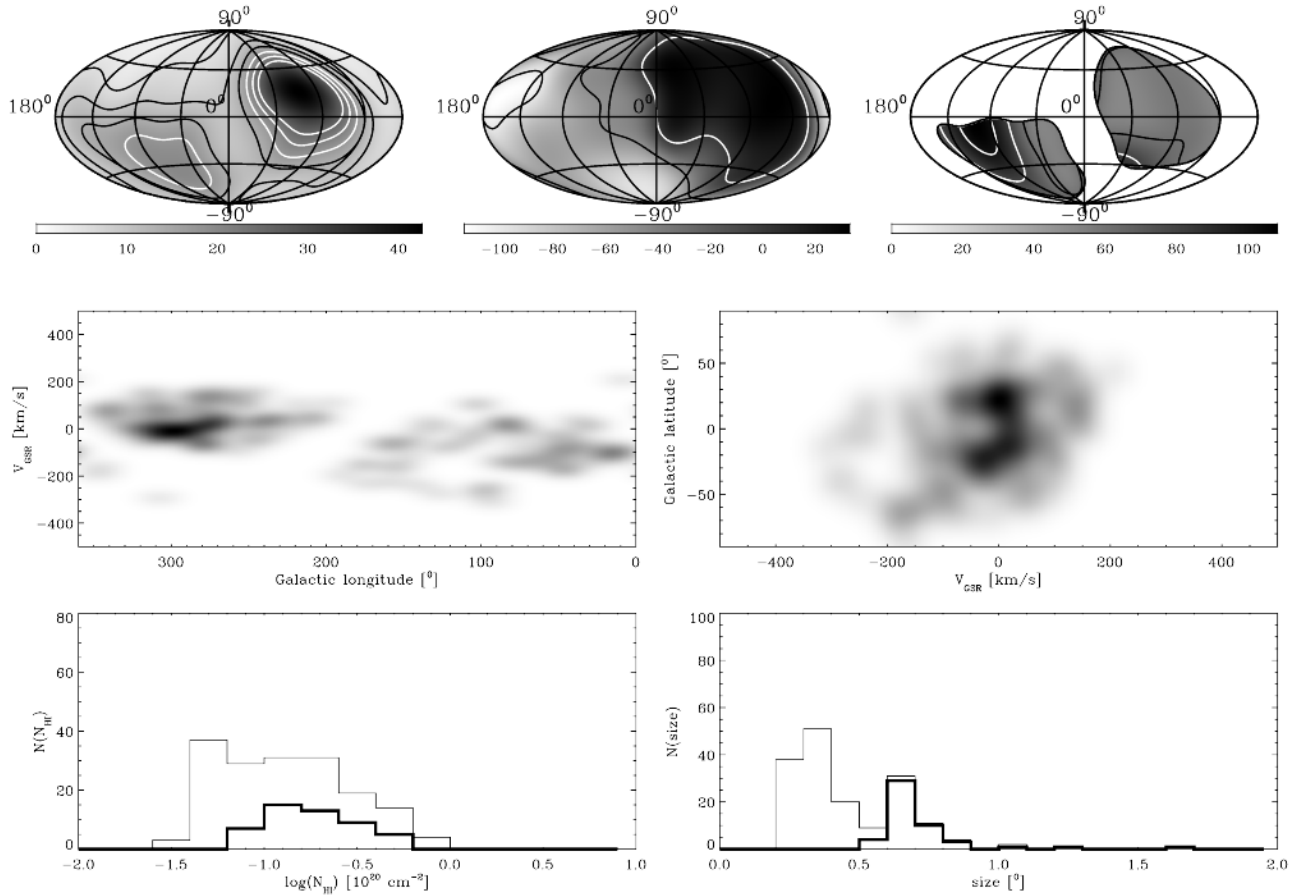 90⁰ 90⁰ 90⁰
180⁰ 0⁰ 180⁰ 0⁰ 180⁰ 0⁰
−90⁰ −90⁰ −90⁰
0 10 20 30 40 −100 −80 −60 −40 −20 0 20 0 20 40 60 80 100
V_GSR [km/s]
400
200
0
−200
−400
300 200 100 0
Galactic longitude [⁰]
Galactic latitude [⁰]
50
0
−50
−400 −200 0 200 400
V_GSR [km/s]
N(N_HI)
80
60
40
20
0
−2.0 −1.5 −1.0 −0.5 0.0 0.5 1.0
log(N_HI) [10²⁰ cm⁻²]
N(size)
100
80
60
40
20
0
0.0 0.5 1.0 1.5 2.0
size [⁰]